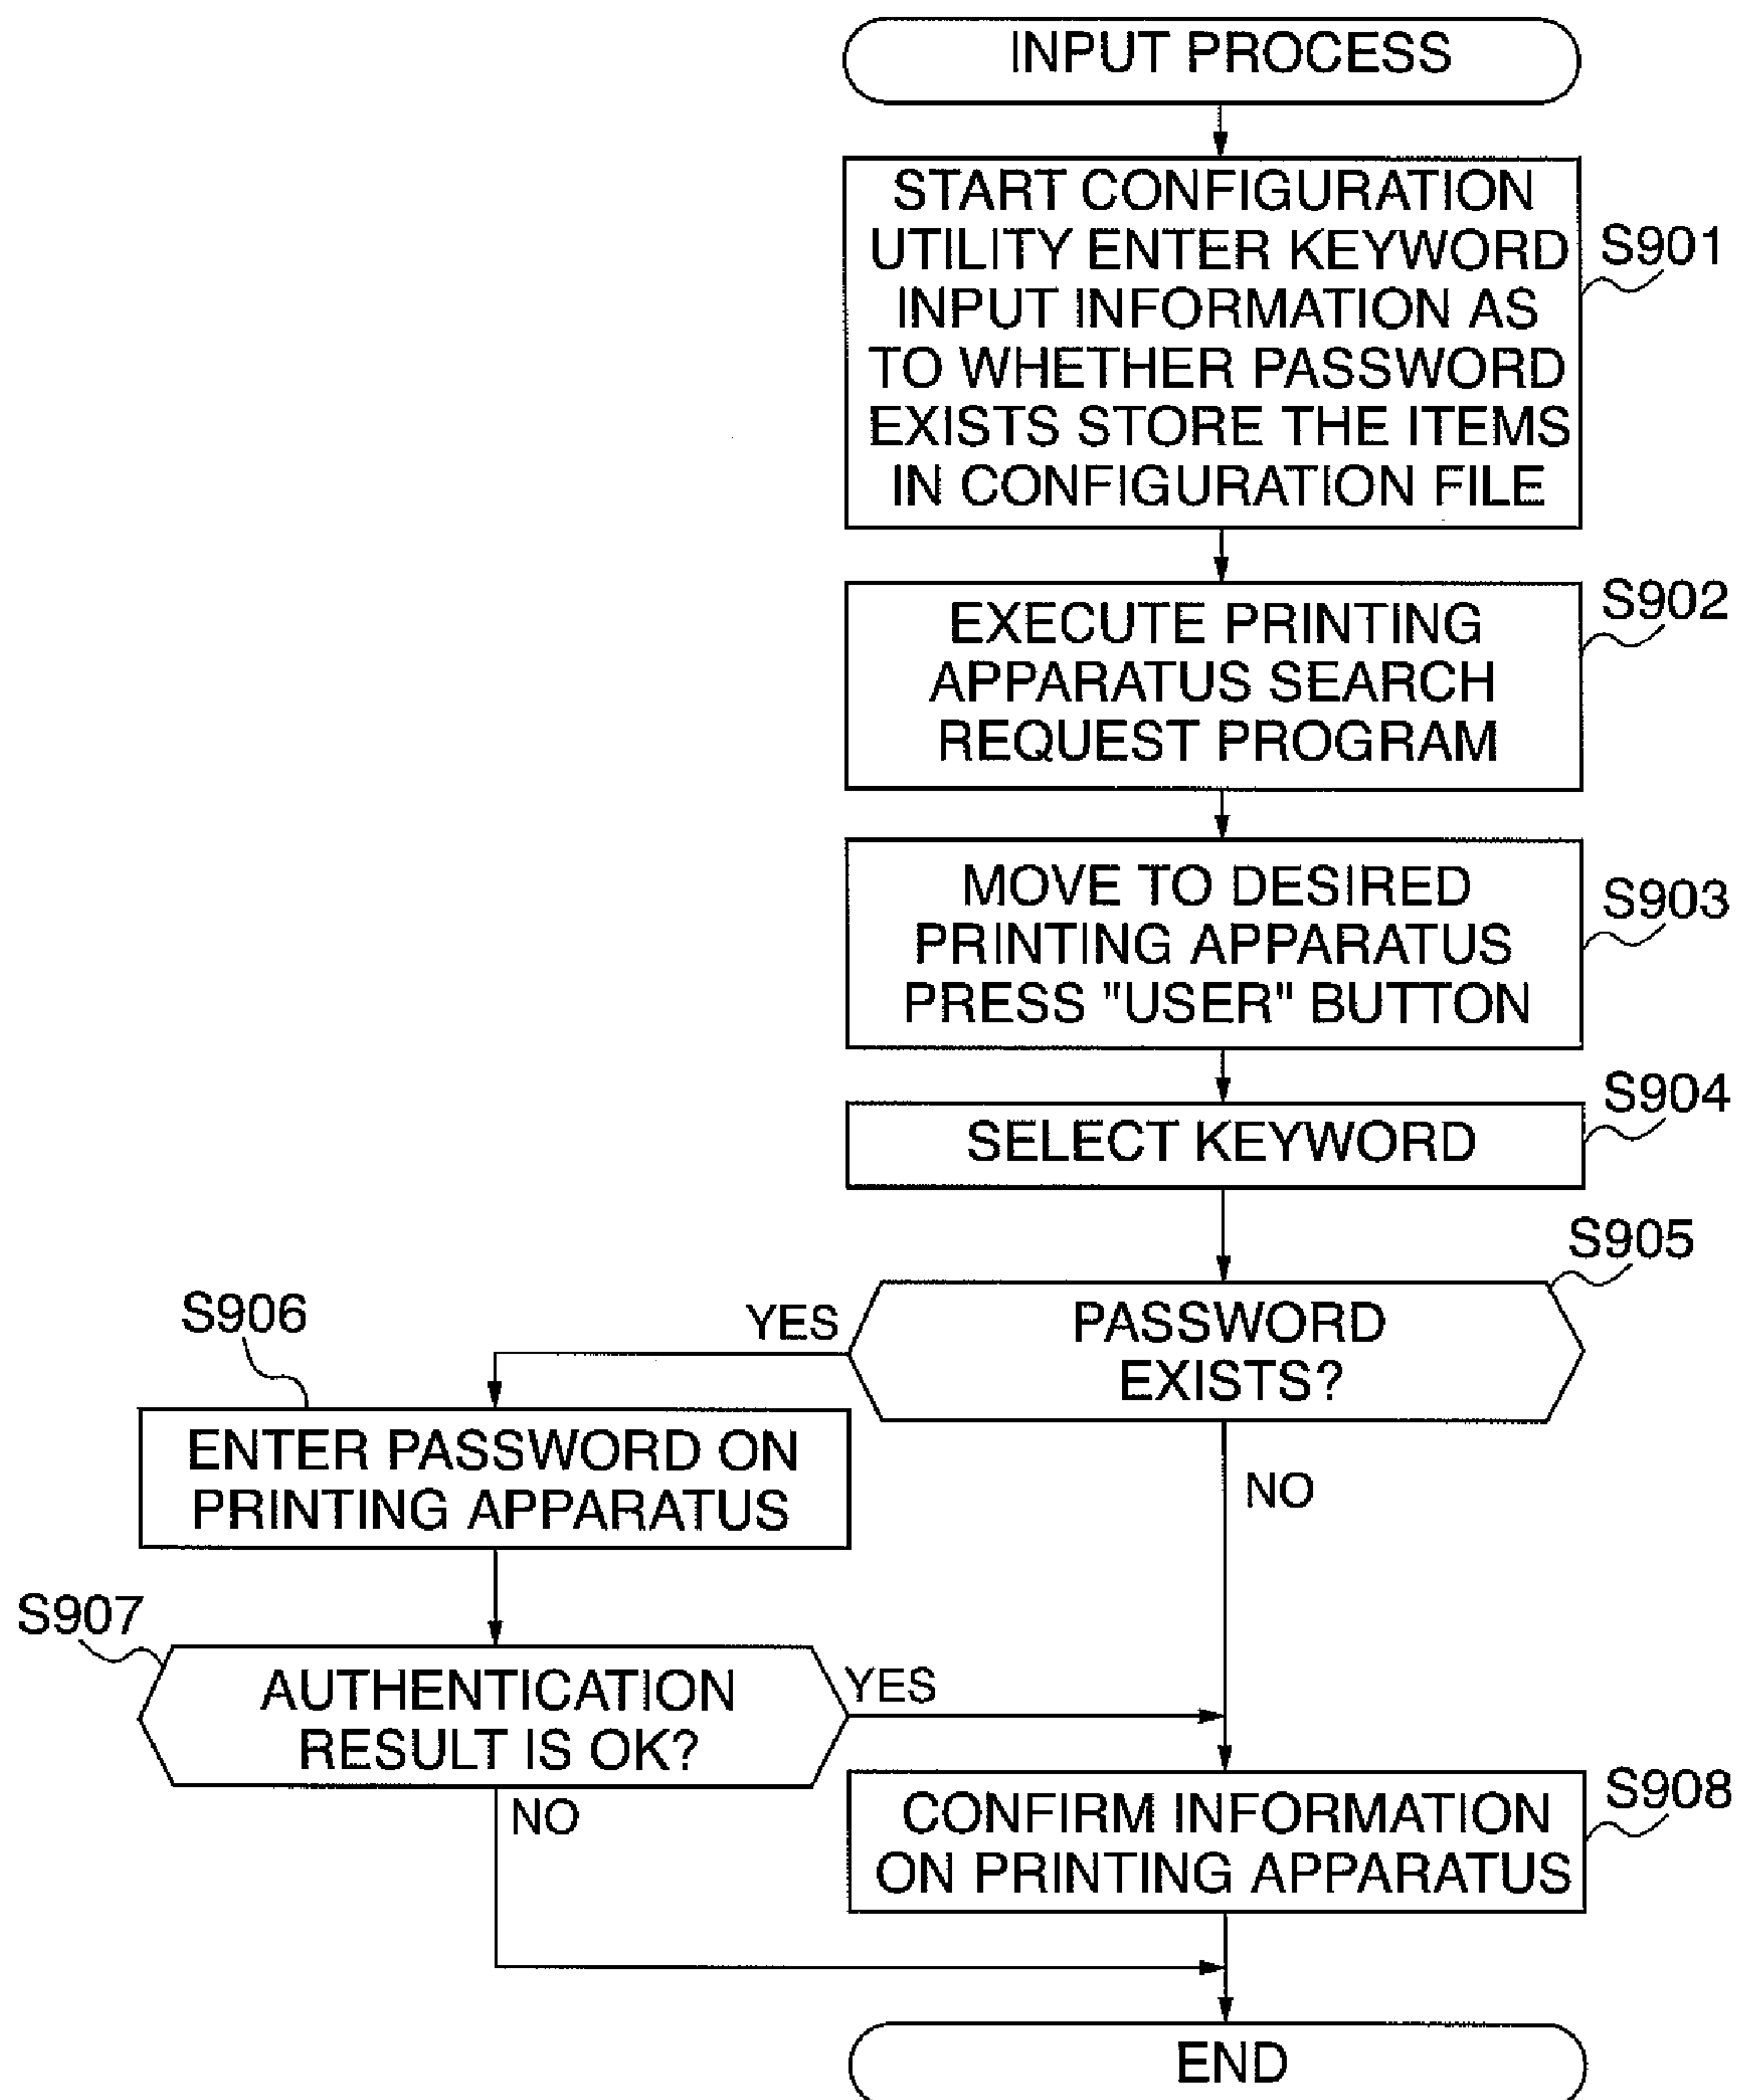 INPUT PROCESS
START CONFIGURATION
UTILITY ENTER KEYWORD
INPUT INFORMATION AS
TO WHETHER PASSWORD
EXISTS STORE THE ITEMS
IN CONFIGURATION FILE
S901
EXECUTE PRINTING
APPARATUS SEARCH
REQUEST PROGRAM
S902
MOVE TO DESIRED
PRINTING APPARATUS
PRESS "USER" BUTTON
S903
SELECT KEYWORD
S904
PASSWORD
EXISTS?
S905
YES
NO
S906
ENTER PASSWORD ON
PRINTING APPARATUS
S907
AUTHENTICATION
RESULT IS OK?
YES
NO
CONFIRM INFORMATION
ON PRINTING APPARATUS
S908
END